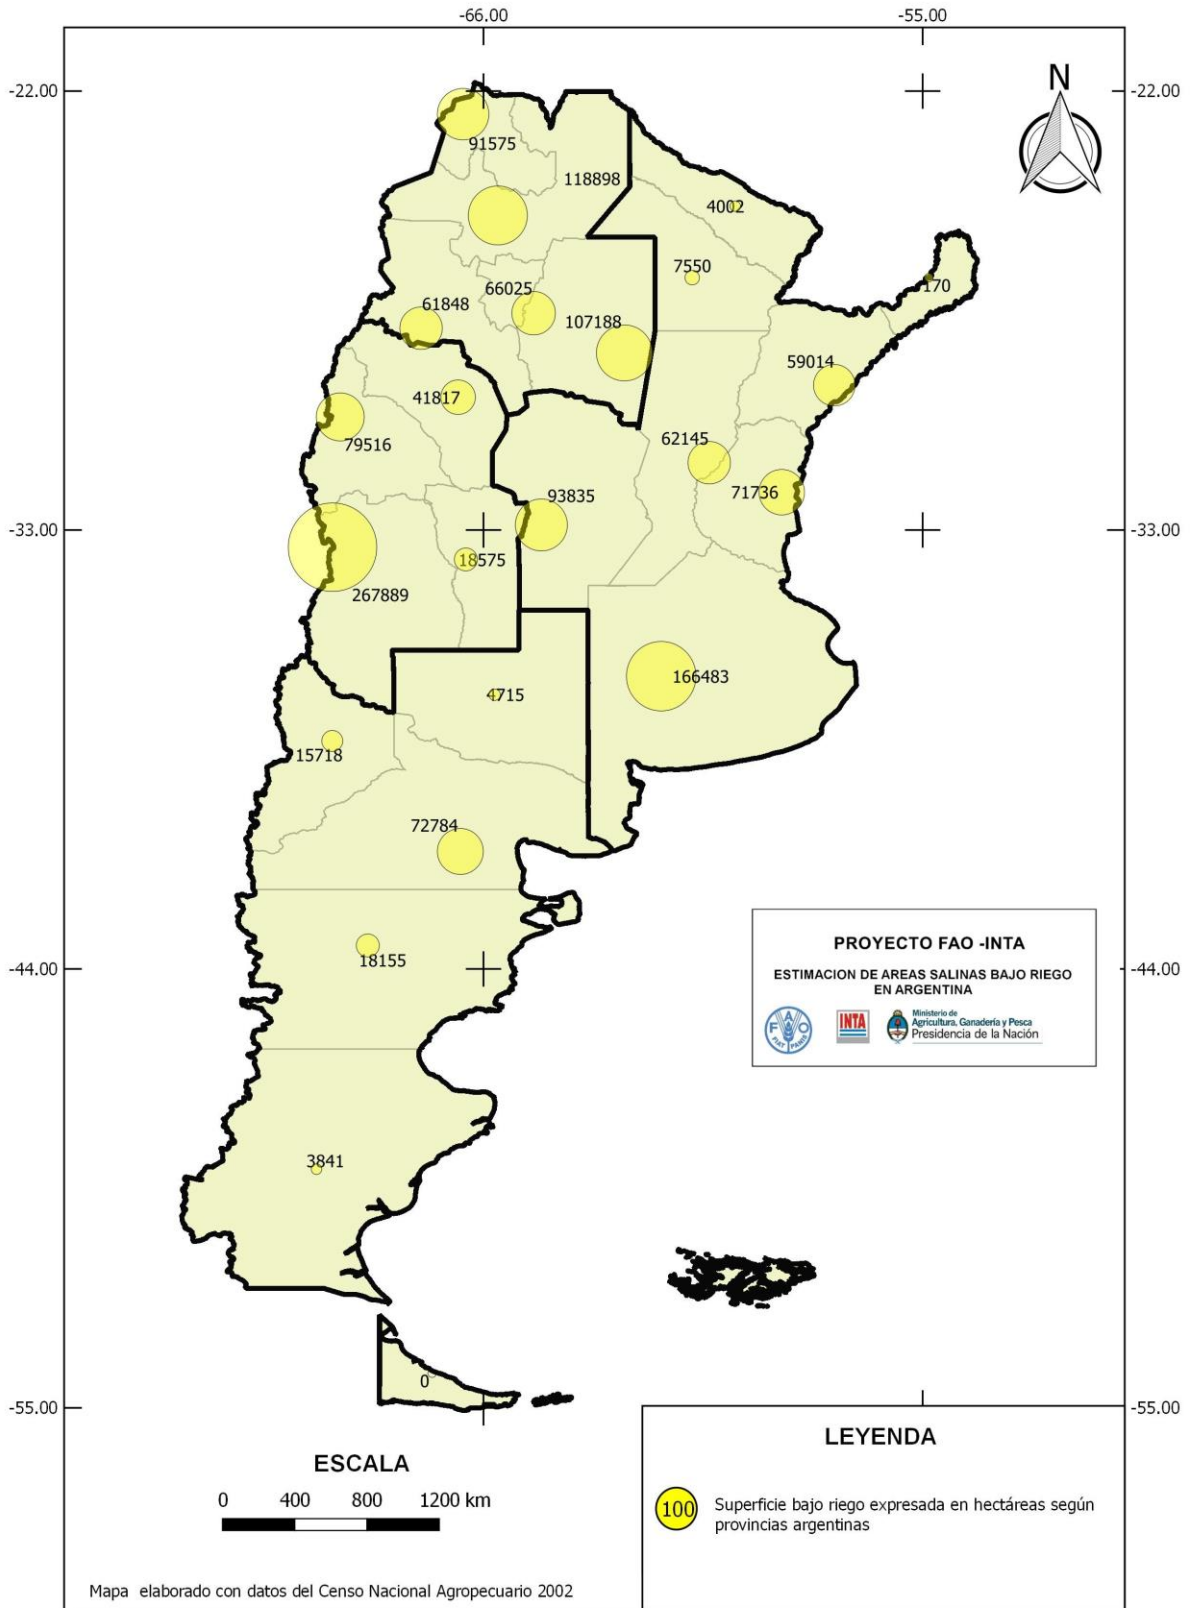 -66.00
-55.00
-22.00
-22.00
N
91575
118898
4002
7550
170
66025
61848
107188
59014
41817
79516
62145
71736
93835
-33.00
-33.00
18575
267889
166483
4715
15718
72784
18155
-44.00
-44.00
PROYECTO FAO -INTA
ESTIMACION DE AREAS SALINAS BAJO RIEGO
EN ARGENTINA
FAO
FIAT PANIS
INTA
Ministerio de
Agricultura, Ganadería y Pesca
Presidencia de la Nación
3841
0
-55.00
-55.00
ESCALA
0 400 800 1200 km
LEYENDA
100
Superficie bajo riego expresada en hectáreas según
provincias argentinas
Mapa elaborado con datos del Censo Nacional Agropecuario 2002